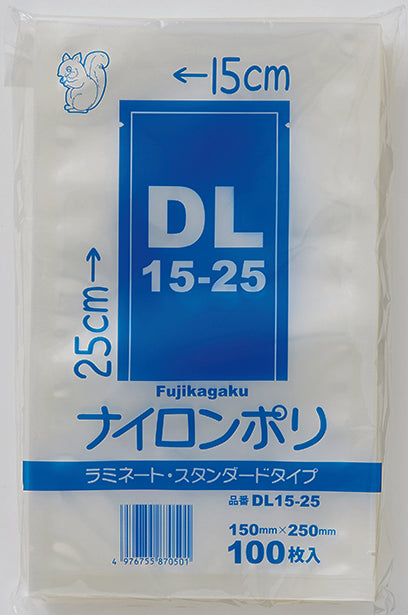 ←15cm
25cm→
DL
15-25
Fujikagaku
ナイロンポリ
ラミネート・スタンダードタイプ
品番 DL15-25
150mm×250mm
100枚入
4 976755 870501